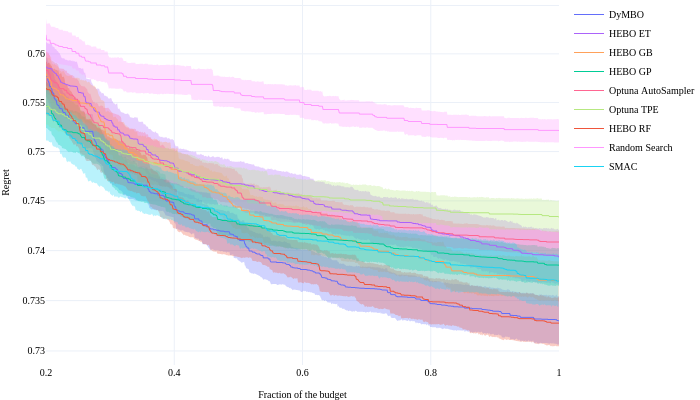 0.76
0.755
0.75
0.745
0.74
0.735
0.73
Regret
0.2
0.4
0.6
0.8
1
Fraction of the budget
DyMBO
HEBO ET
HEBO GB
HEBO GP
Optuna AutoSampler
Optuna TPE
HEBO RF
Random Search
SMAC